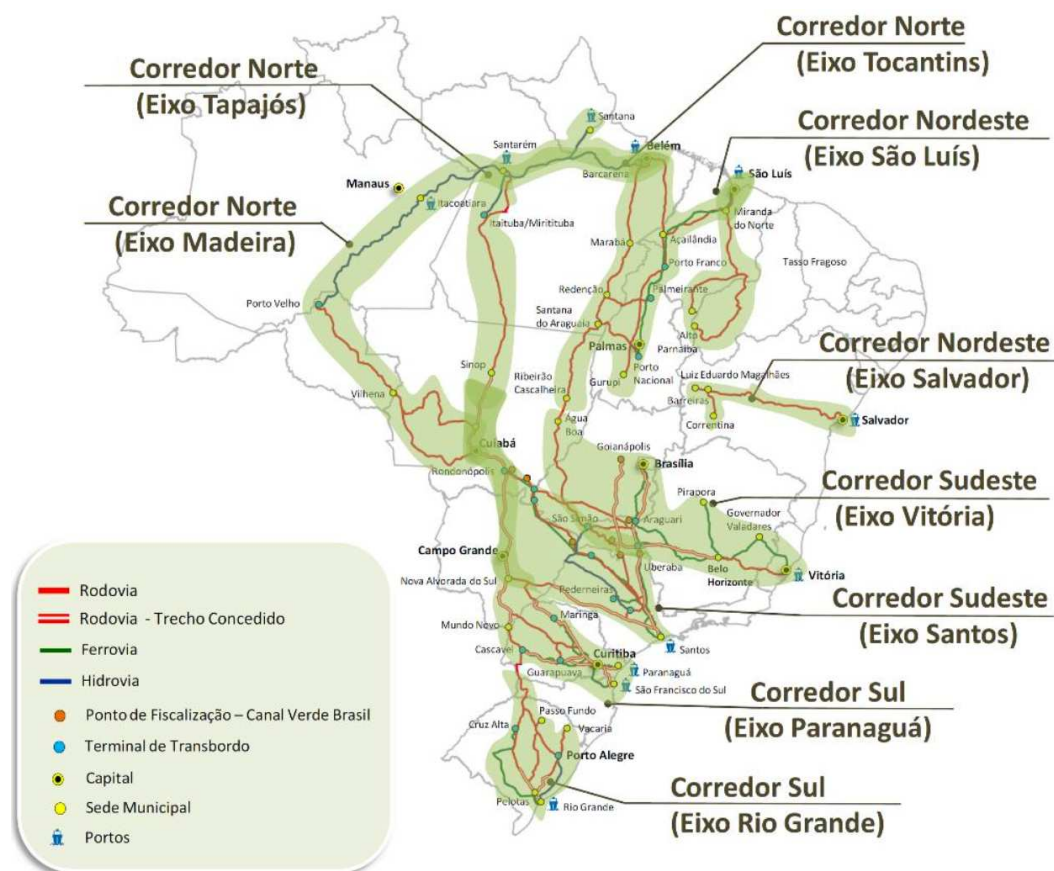 Corredor Norte
(Eixo Tocantins)
Corredor Norte
(Eixo Tapajós)
Corredor Nordeste
(Eixo São Luís)
Corredor Norte
(Eixo Madeira)
Santana
Santarém
Belém
Barcarena
São Luís
Manaus
Itacoatiara
Itaituba/Miritituba
Miranda
do Norte
Marabá
Açailândia
Porto Franco
Tasso Fragoso
Redenção
Palmeirante
Porto Velho
Santana
do Araguaia
Alto
Parnaíba
Palmas
Porto
Nacional
Corredor Nordeste
(Eixo Salvador)
Sinop
Ribeirão
Cascalheira
Gurupi
Luiz Eduardo Magalhães
Barreiras
Correntina
Salvador
Vilhena
Água
Boa
Cuiabá
Goianápolis
Rondonópolis
Brasília
Corredor Sudeste
(Eixo Vitória)
Pirapora
Governador
Valadares
São Simão
Araguari
Campo Grande
Uberaba
Belo
Horizonte
Vitória
Nova Alvorada do Sul
Pederneiras
Corredor Sudeste
(Eixo Santos)
Maringa
Mundo Novo
Santos
Cascavel
Curitiba
Guarapuava
Paranaguá
São Francisco do Sul
Corredor Sul
(Eixo Paranaguá)
Passo Fundo
Cruz Alta
Vacaria
Porto Alegre
Corredor Sul
(Eixo Rio Grande)
Pelotas
Rio Grande
Rodovia
Rodovia - Trecho Concedido
Ferrovia
Hidrovia
Ponto de Fiscalização – Canal Verde Brasil
Terminal de Transbordo
Capital
Sede Municipal
Portos